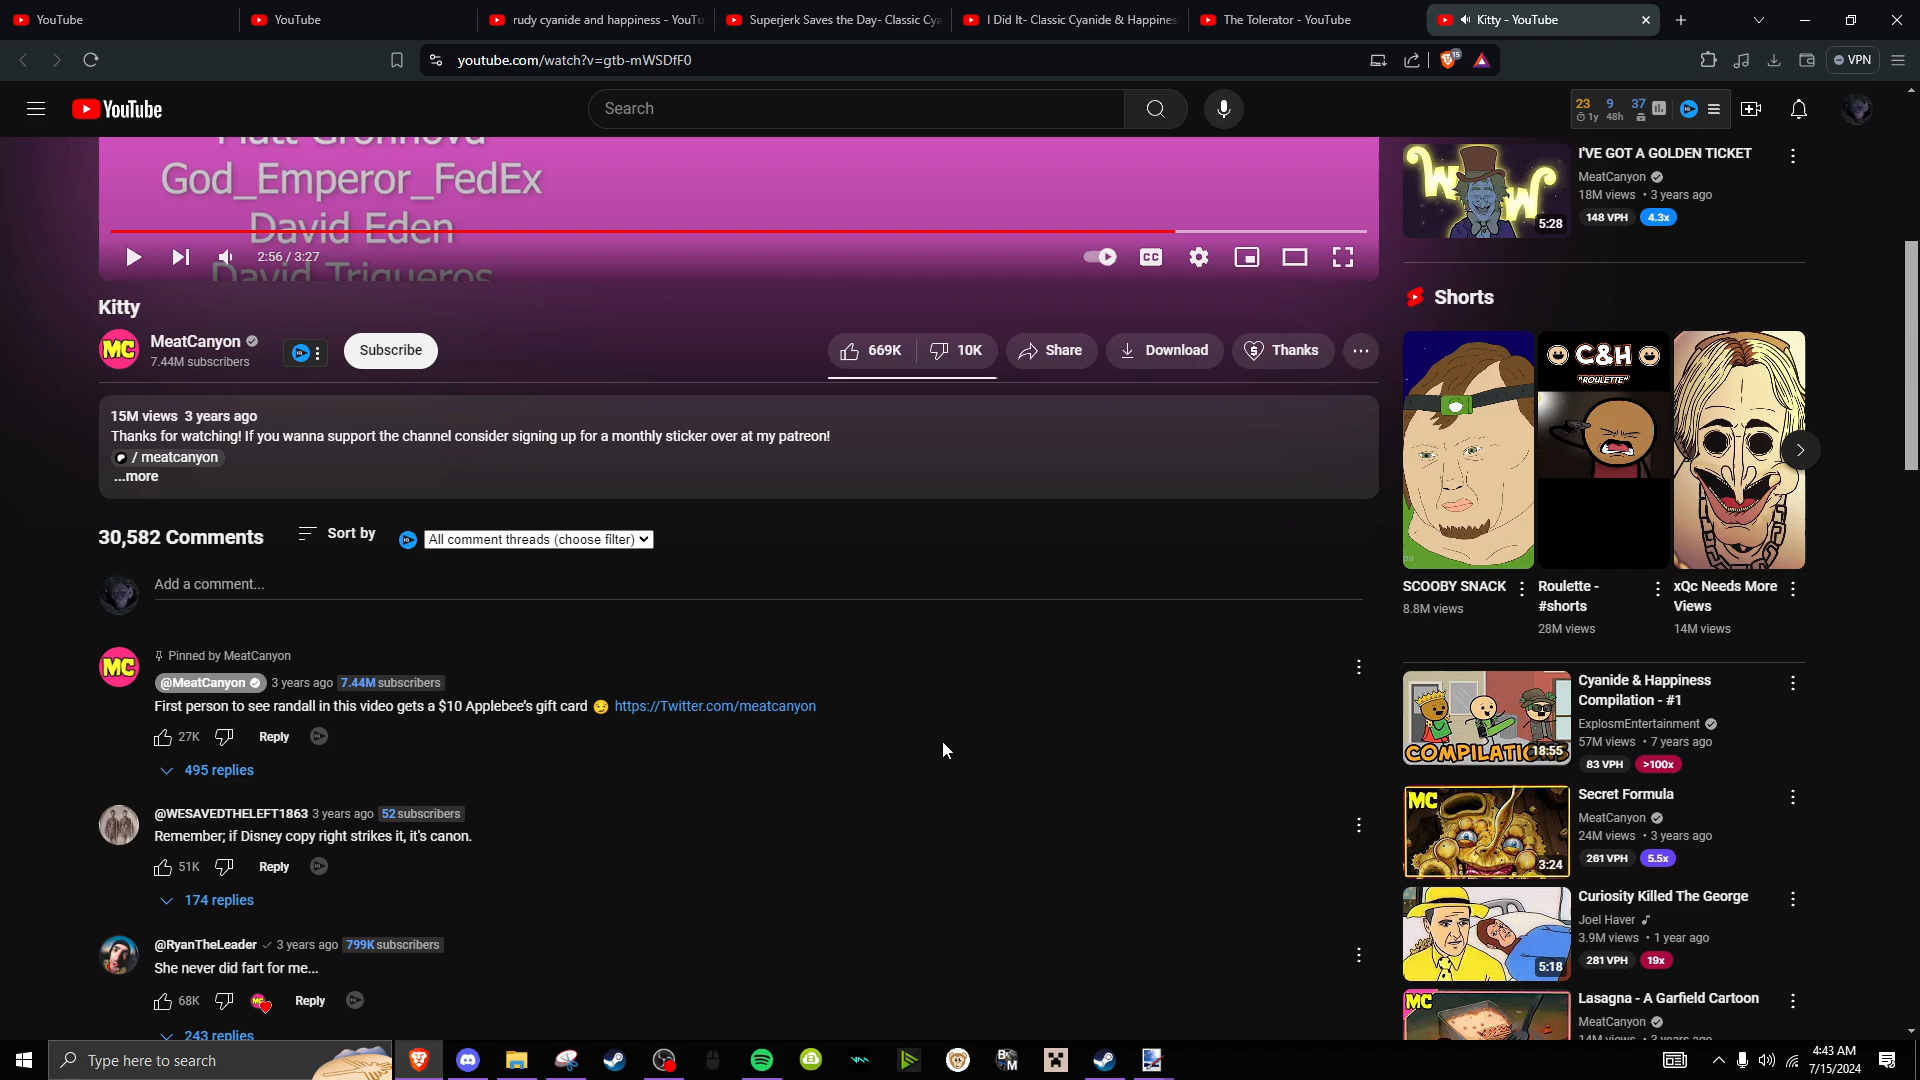 YouTube
YouTube
rudy cyanide and happiness - YouTu
Superjerk Saves the Day- Classic Cya
I Did It- Classic Cyanide & Happines
The Tolerator - YouTube
Kitty - YouTube
youtube.com/watch?v=gtb-mWSDfF0
15
VPN
YouTube
Search
23 9 37
1y 48h
God_Emperor_FedEx
David Eden
David Trigueros
2:56 / 3:27
CC
Kitty
MC
MeatCanyon
7.44M subscribers
Subscribe
669K
10K
Share
Download
Thanks
15M views 3 years ago
Thanks for watching! If you wanna support the channel consider signing up for a monthly sticker over at my patreon!
/ meatcanyon
...more
30,582 Comments
Sort by
All comment threads (choose filter)
Add a comment...
MC
Pinned by MeatCanyon
@MeatCanyon 3 years ago 7.44M subscribers
First person to see randall in this video gets a $10 Applebee's gift card 😏 https://Twitter.com/meatcanyon
27K
Reply
495 replies
@WESAVEDTHELEFT1863 3 years ago 52 subscribers
Remember; if Disney copy right strikes it, it's canon.
51K
Reply
174 replies
@RyanTheLeader 3 years ago 799K subscribers
She never did fart for me...
68K
Reply
243 replies
W W
5:28
I'VE GOT A GOLDEN TICKET
MeatCanyon
18M views • 3 years ago
148 VPH 4.3x
Shorts
C&H
"ROULETTE"
SCOOBY SNACK
8.8M views
Roulette -
#shorts
28M views
xQc Needs More
Views
14M views
COMPILATI
18:55
Cyanide & Happiness
Compilation - #1
ExplosmEntertainment
57M views • 7 years ago
83 VPH >100x
MC
3:24
Secret Formula
MeatCanyon
24M views • 3 years ago
261 VPH 5.5x
5:18
Curiosity Killed The George
Joel Haver
3.9M views • 1 year ago
281 VPH 19x
MC
Lasagna - A Garfield Cartoon
MeatCanyon
Type here to search
4:43 AM
7/15/2024